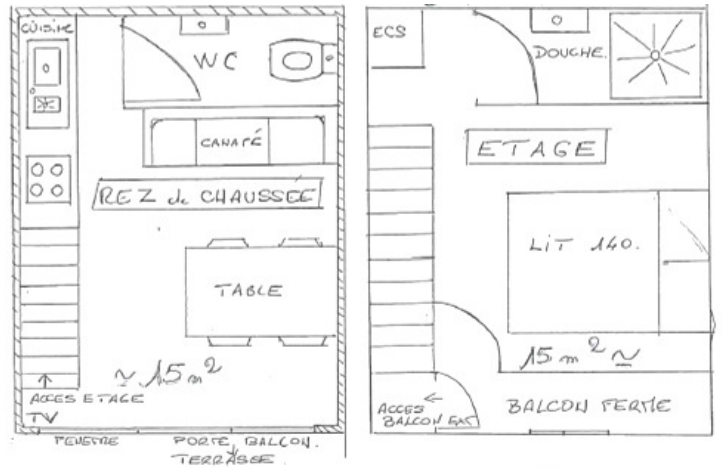 CUISINE
WC
CANAPÉ
REZ de CHAUSSÉE
TABLE
~ 15 m²
ACCES ETAGE
TV
FENETRE
PORTE BALCON.
TERRASSE
ECS
DOUCHE.
ETAGE
LIT 140.
15 m² ~
ACCES
BALCON EXT
BALCON FERME